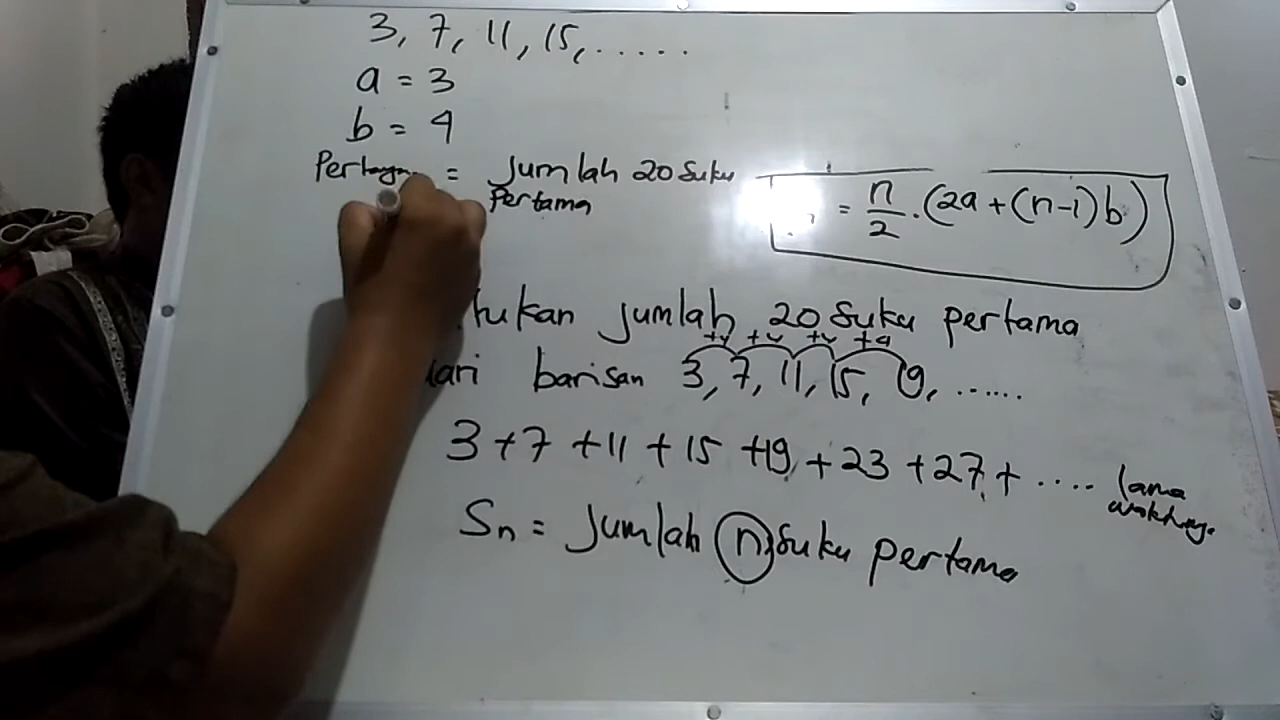 3, 7, 11, 15, .....
a = 3
b = 4
= Jumlah 20 Suku
Pertama
= n/2 . (2a + (n-1) b)
tukan jumlah 20 Suku pertama
+4 +4 +4 +4
ari barisan 3, 7, 11, 15, 19, ......
3 + 7 + 11 + 15 + 19 + 23 + 27 + .... lama
Sn = Jumlah n suku pertama